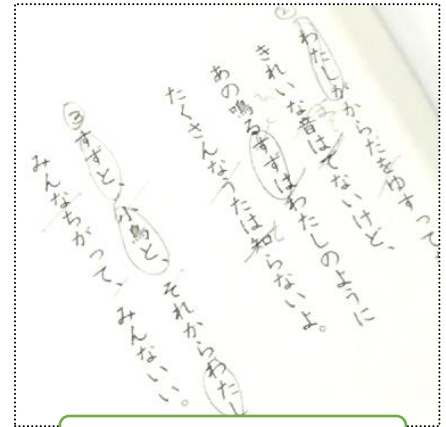 ② わたしがからだをゆすって
きれいな音はでないけど、
あの鳴るすずはわたしのように
たくさんなうたは知らないよ。
③ すずと、小鳥と、それからわたし
みんなちがって、みんないい。